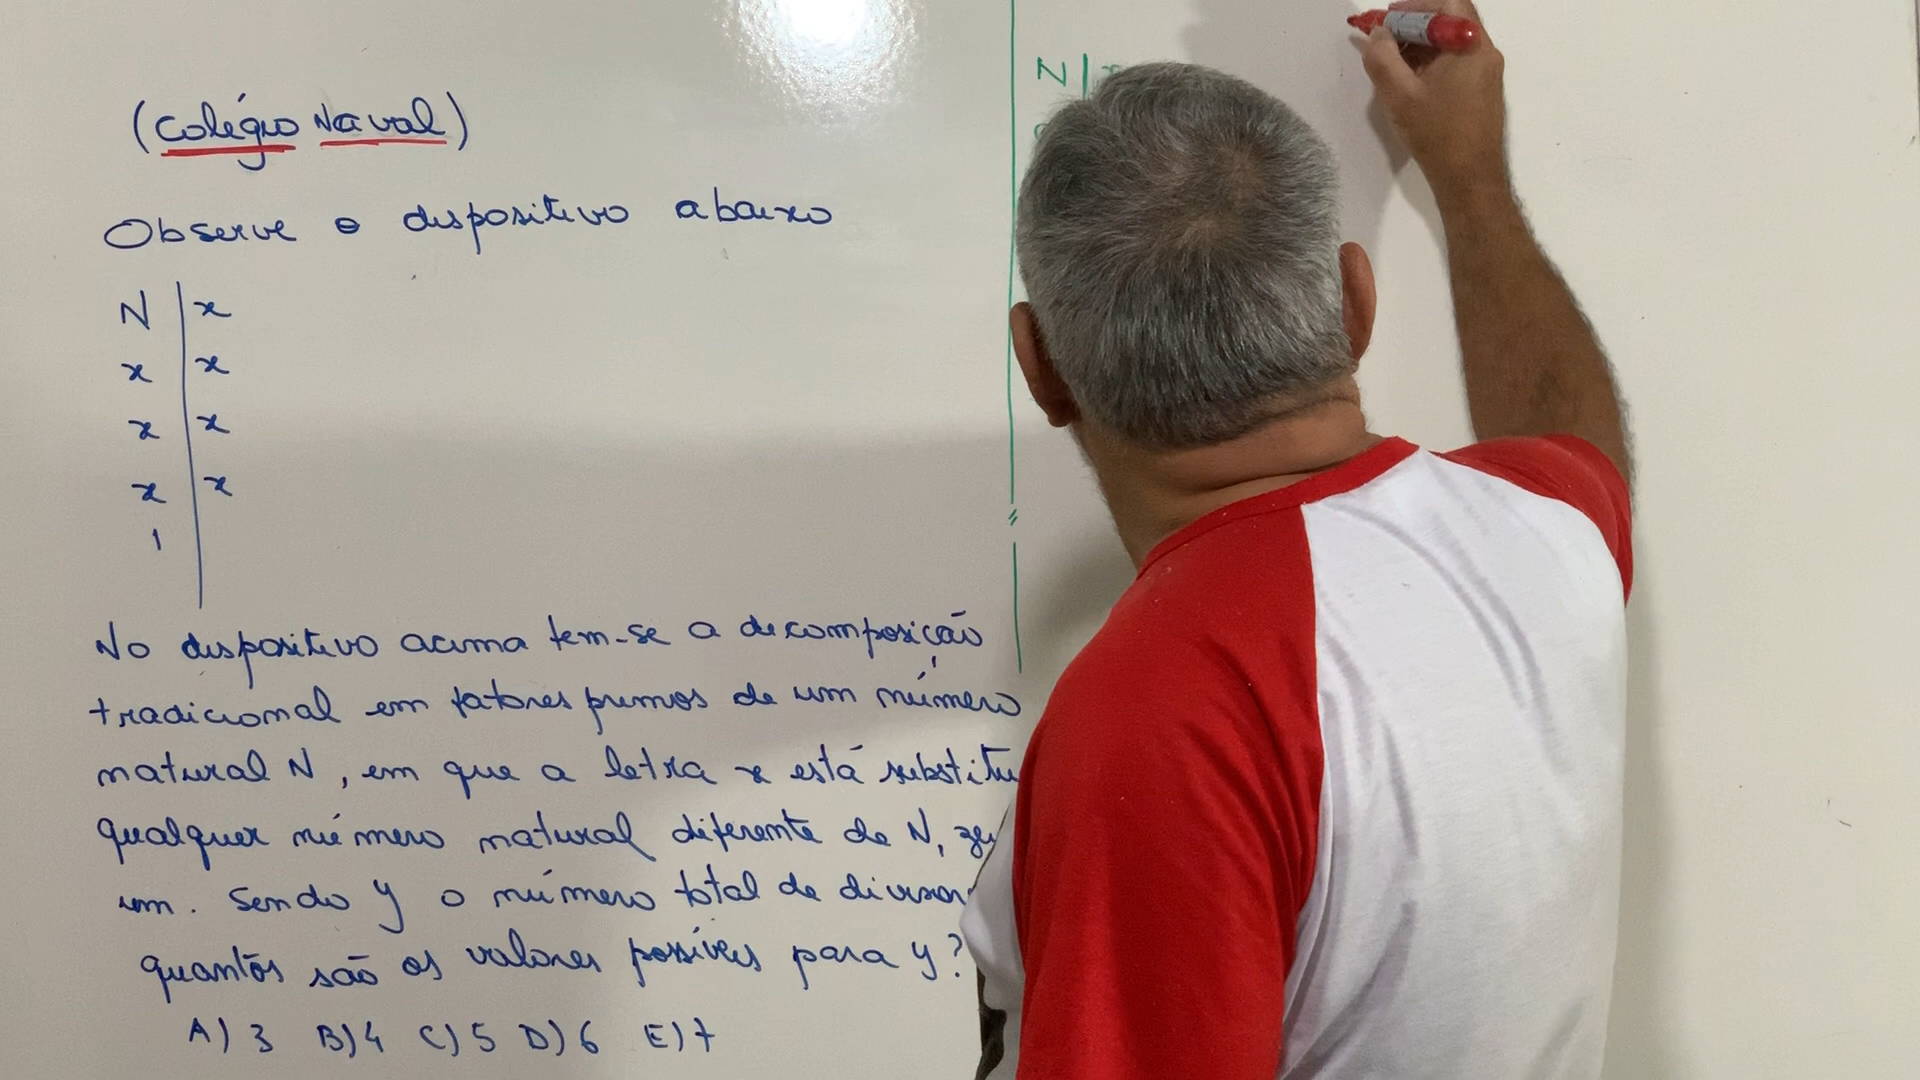 (Colégio Naval)
Observe o dispositivo abaixo
N | x
x | x
x | x
x | x
1 |
No dispositivo acima tem-se a decomposição
tradicional em fatores primos de um número
natural N, em que a letra x está substitu
qualquer número natural diferente de N, ze
um. Sendo y o número total de divisor
quantos são os valores possíveis para y?
A) 3 B) 4 C) 5 D) 6 E) 7
N |